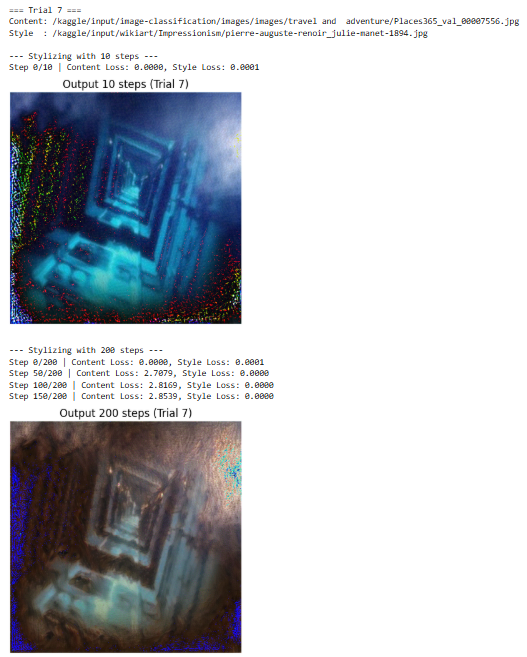 === Trial 7 ===
Content: /kaggle/input/image-classification/images/images/travel and  adventure/Places365_val_00007556.jpg
Style  : /kaggle/input/wikiart/Impressionism/pierre-auguste-renoir_julie-manet-1894.jpg
--- Stylizing with 10 steps ---
Step 0/10 | Content Loss: 0.0000, Style Loss: 0.0001
Output 10 steps (Trial 7)
--- Stylizing with 200 steps ---
Step 0/200 | Content Loss: 0.0000, Style Loss: 0.0001
Step 50/200 | Content Loss: 2.7079, Style Loss: 0.0000
Step 100/200 | Content Loss: 2.8169, Style Loss: 0.0000
Step 150/200 | Content Loss: 2.8539, Style Loss: 0.0000
Output 200 steps (Trial 7)